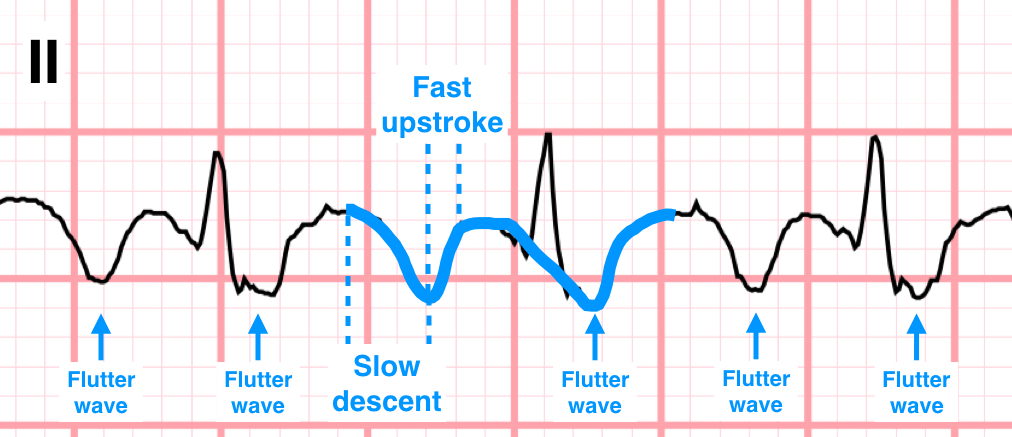 II
Fast
upstroke
Slow
descent
Flutter
wave
Flutter
wave
Flutter
wave
Flutter
wave
Flutter
wave